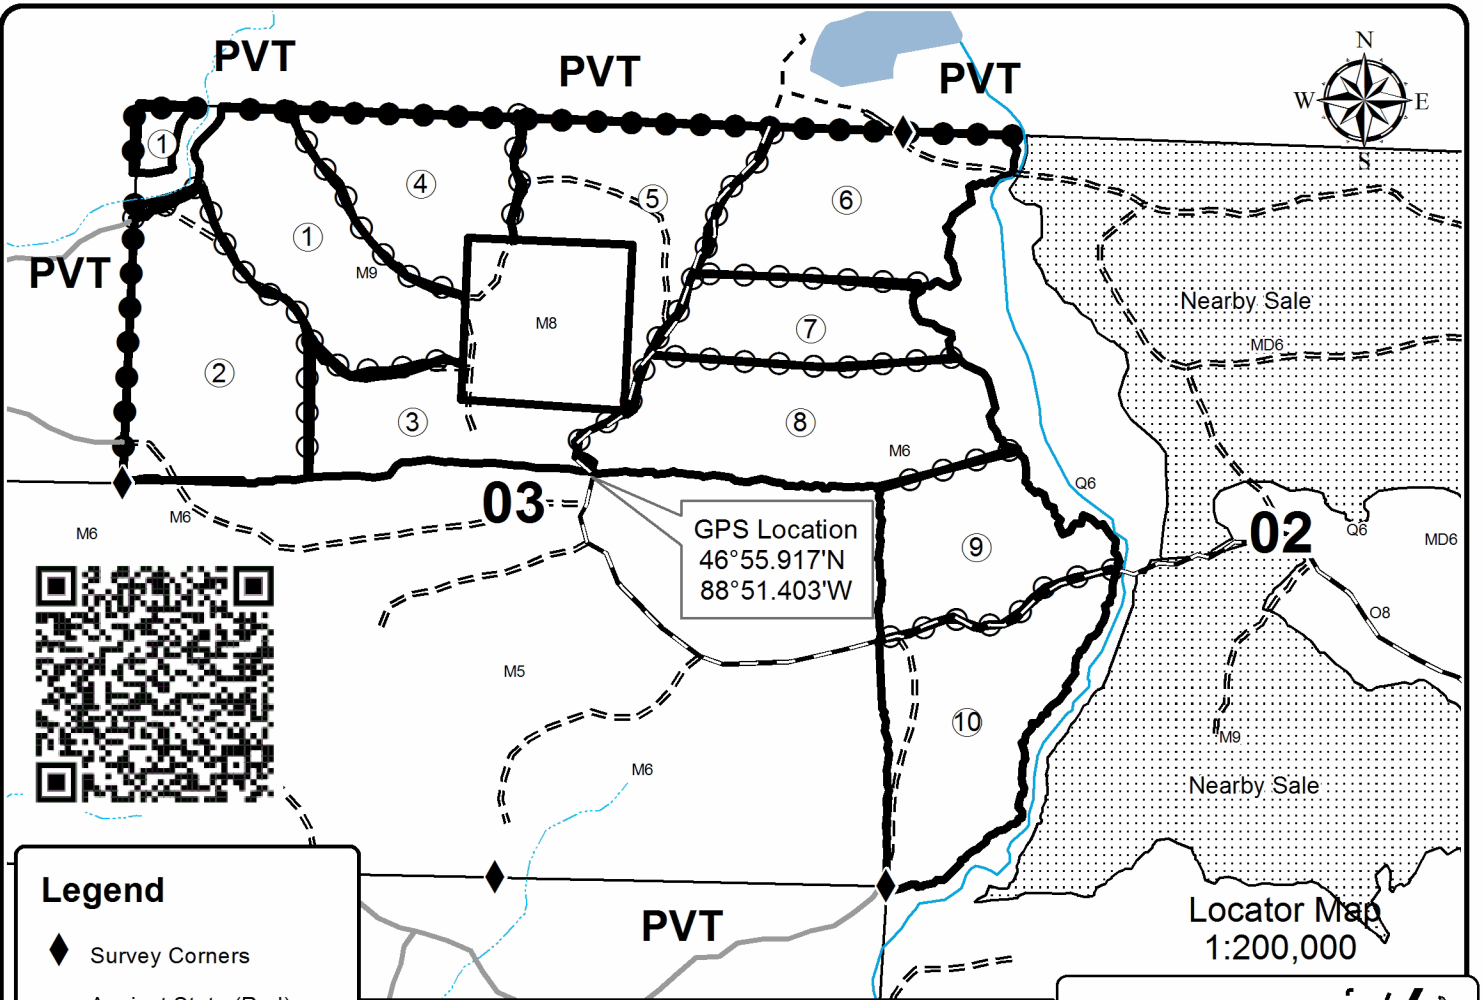 PVT
PVT
PVT
N
W
E
S
1
4
5
6
1
PVT
M9
Nearby Sale
M8
7
MD6
2
3
8
M6
Q6
03
M6
M6
GPS Location
46°55.917'N
88°51.403'W
9
02
Q6
MD6
O8
M5
10
M9
M6
Nearby Sale
Legend
Survey Corners
PVT
Locator Map
1:200,000